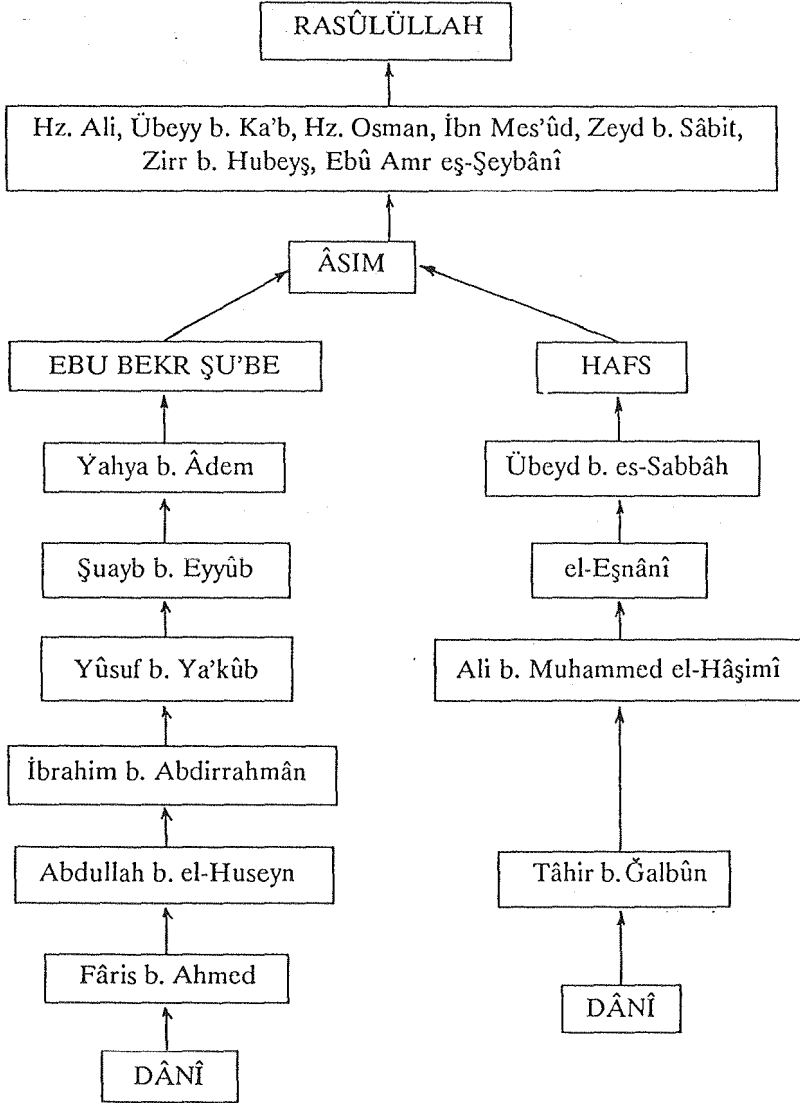 RASÛLÜLLAH
Hz. Ali, Übeyy b. Ka'b, Hz. Osman, İbn Mes'ûd, Zeyd b. Sâbit,
Zirr b. Hubeyş, Ebû Amr eş-Şeybânî
ÂSIM
EBU BEKR ŞU'BE
HAFS
Yahya b. Âdem
Übeyd b. es-Sabbâh
Şuayb b. Eyyûb
el-Eşnânî
Yûsuf b. Ya'kûb
Ali b. Muhammed el-Hâşimî
İbrahim b. Abdirrahmân
Abdullah b. el-Huseyn
Tâhir b. Ğalbûn
Fâris b. Ahmed
DÂNÎ
DÂNÎ